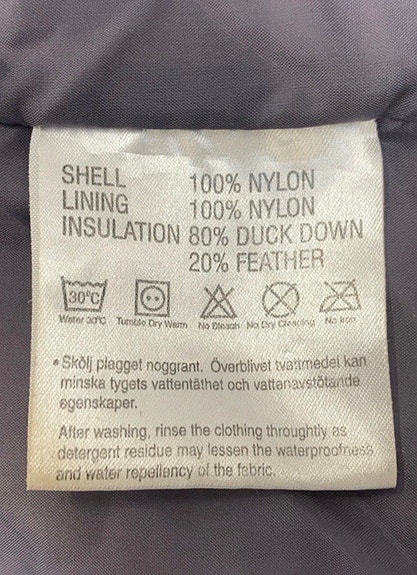 SHELL 100% NYLON
LINING 100% NYLON
INSULATION 80% DUCK DOWN
20% FEATHER
30°C
Water 30°C Tumble Dry Warm No Bleach No Dry Cleaning No Iron
•Skölj plagget noggrant. Överblivet tvättmedel kan
minska tygets vattentäthet och vattenavstötande
egenskaper.
After washing, rinse the clothing throughtly as
detergent residue may lessen the waterproofness
and water repellency of the fabric.